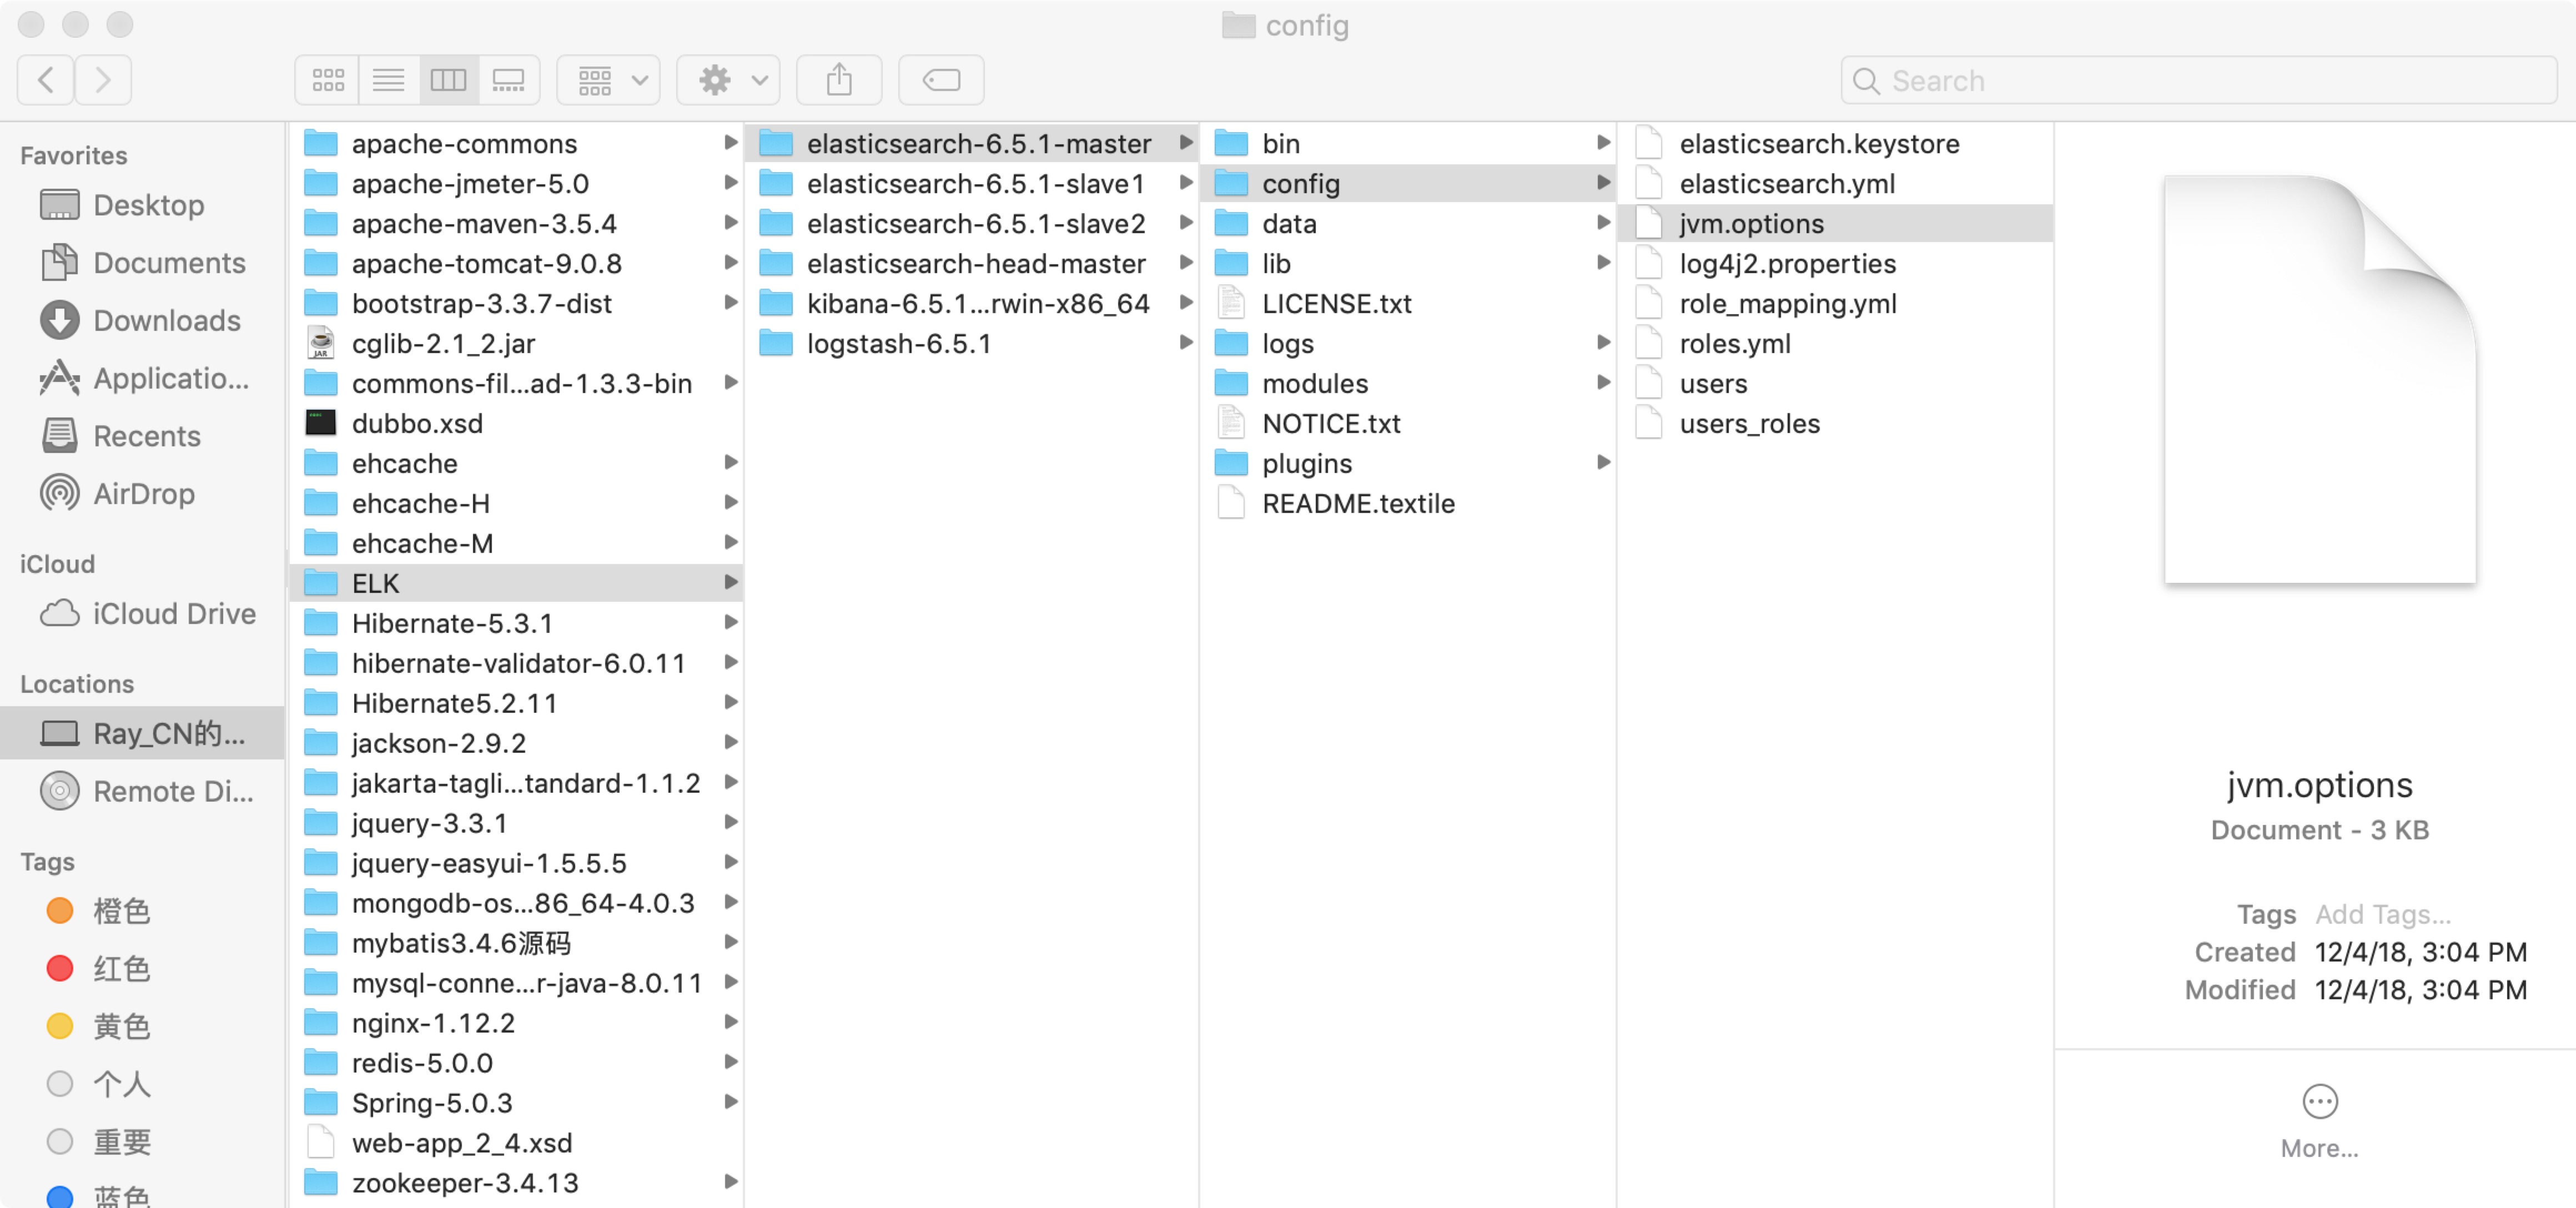 config
Search
Favorites
Desktop
Documents
Downloads
Applicatio...
Recents
AirDrop
iCloud
iCloud Drive
Locations
Ray_CN的...
Remote Di...
Tags
橙色
红色
黄色
个人
重要
蓝色
apache-commons
apache-jmeter-5.0
apache-maven-3.5.4
apache-tomcat-9.0.8
bootstrap-3.3.7-dist
JAR
cglib-2.1_2.jar
commons-fil...ad-1.3.3-bin
dubbo.xsd
ehcache
ehcache-H
ehcache-M
ELK
Hibernate-5.3.1
hibernate-validator-6.0.11
Hibernate5.2.11
jackson-2.9.2
jakarta-tagli...tandard-1.1.2
jquery-3.3.1
jquery-easyui-1.5.5.5
mongodb-os...86_64-4.0.3
mybatis3.4.6源码
mysql-conne...r-java-8.0.11
nginx-1.12.2
redis-5.0.0
Spring-5.0.3
web-app_2_4.xsd
zookeeper-3.4.13
elasticsearch-6.5.1-master
elasticsearch-6.5.1-slave1
elasticsearch-6.5.1-slave2
elasticsearch-head-master
kibana-6.5.1...rwin-x86_64
logstash-6.5.1
bin
config
data
lib
LICENSE.txt
logs
modules
NOTICE.txt
plugins
README.textile
elasticsearch.keystore
elasticsearch.yml
jvm.options
log4j2.properties
role_mapping.yml
roles.yml
users
users_roles
jvm.options
Document - 3 KB
Tags Add Tags...
Created 12/4/18, 3:04 PM
Modified 12/4/18, 3:04 PM
More...